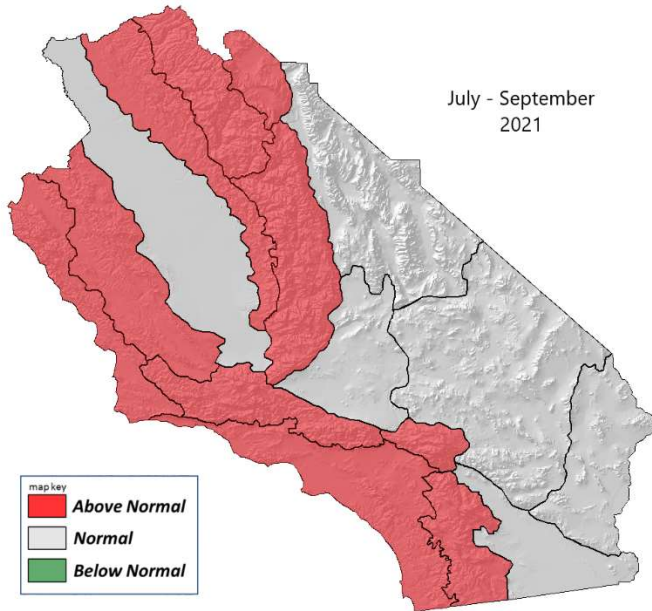 July - September
2021
map key
Above Normal
Normal
Below Normal